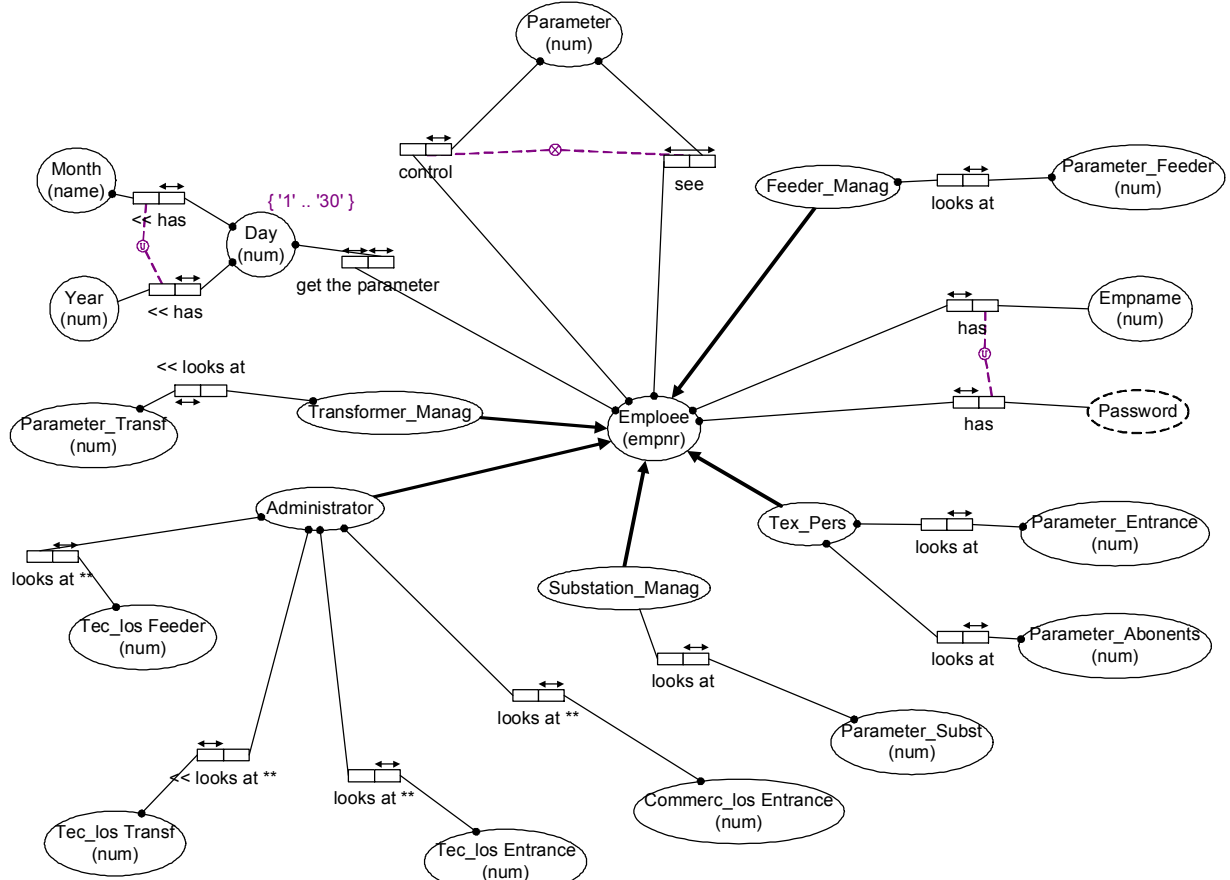 Parameter
(num)
control
see
Month
(name)
<< has
{ '1' .. '30' }
Day
(num)
Year
(num)
<< has
get the parameter
Feeder_Manag
looks at
Parameter_Feeder
(num)
has
Empname
(num)
has
Password
<< looks at
Parameter_Transf
(num)
Transformer_Manag
Emploee
(empnr)
Administrator
Tex_Pers
looks at
Parameter_Entrance
(num)
looks at
Parameter_Abonents
(num)
Substation_Manag
looks at
Parameter_Subst
(num)
looks at **
Tec_los Feeder
(num)
looks at **
Commerc_los Entrance
(num)
<< looks at **
Tec_los Transf
(num)
looks at **
Tec_los Entrance
(num)